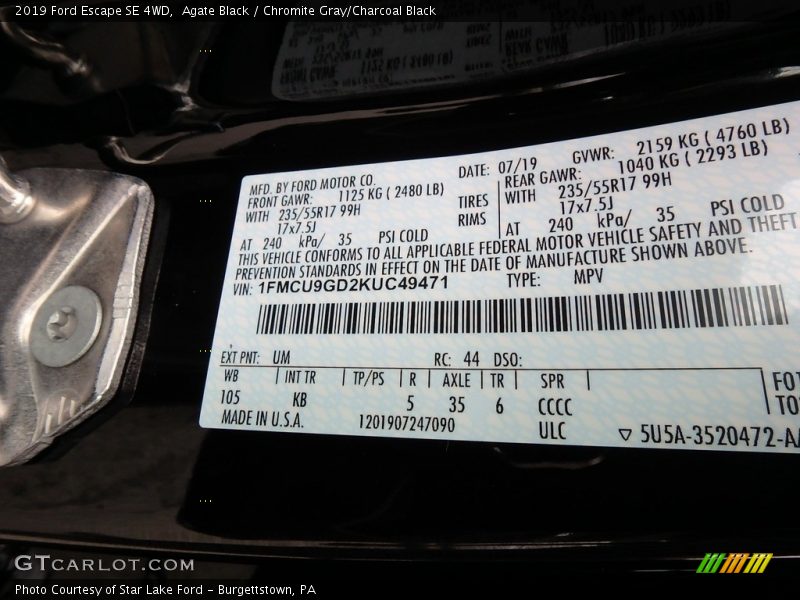 2019 Ford Escape SE 4WD,  Agate Black / Chromite Gray/Charcoal Black
MFD. BY FORD MOTOR CO.
DATE: 07/19
GVWR: 2159 KG ( 4760 LB)
FRONT GAWR: 1125 KG ( 2480 LB)
REAR GAWR: 1040 KG ( 2293 LB)
WITH 235/55R17 99H
TIRES
WITH 235/55R17 99H
17x7.5J
RIMS
17x7.5J
AT 240 kPa/ 35 PSI COLD
AT 240 kPa/ 35 PSI COLD
THIS VEHICLE CONFORMS TO ALL APPLICABLE FEDERAL MOTOR VEHICLE SAFETY AND THEFT
PREVENTION STANDARDS IN EFFECT ON THE DATE OF MANUFACTURE SHOWN ABOVE.
VIN: 1FMCU9GD2KUC49471
TYPE: MPV
EXT PNT: UM
RC: 44 DSO:
WB INT TR TP/PS R AXLE TR SPR
105 KB 5 35 6 CCCC
MADE IN U.S.A.
1201907247090
ULC
▽ 5U5A-3520472-AA
FOT
TO
GTCARLOT.COM
Photo Courtesy of Star Lake Ford - Burgettstown, PA